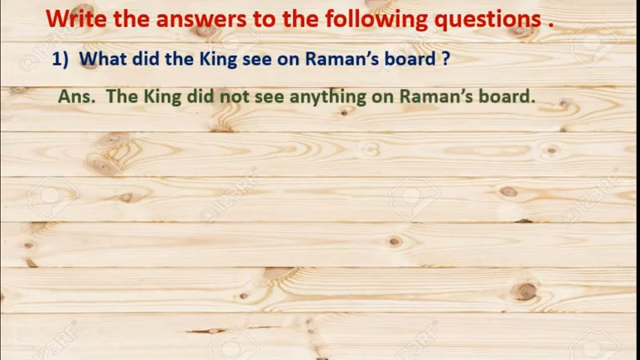 Write the answers to the following questions .
1) What did the King see on Raman's board ?
Ans. The King did not see anything on Raman's board.